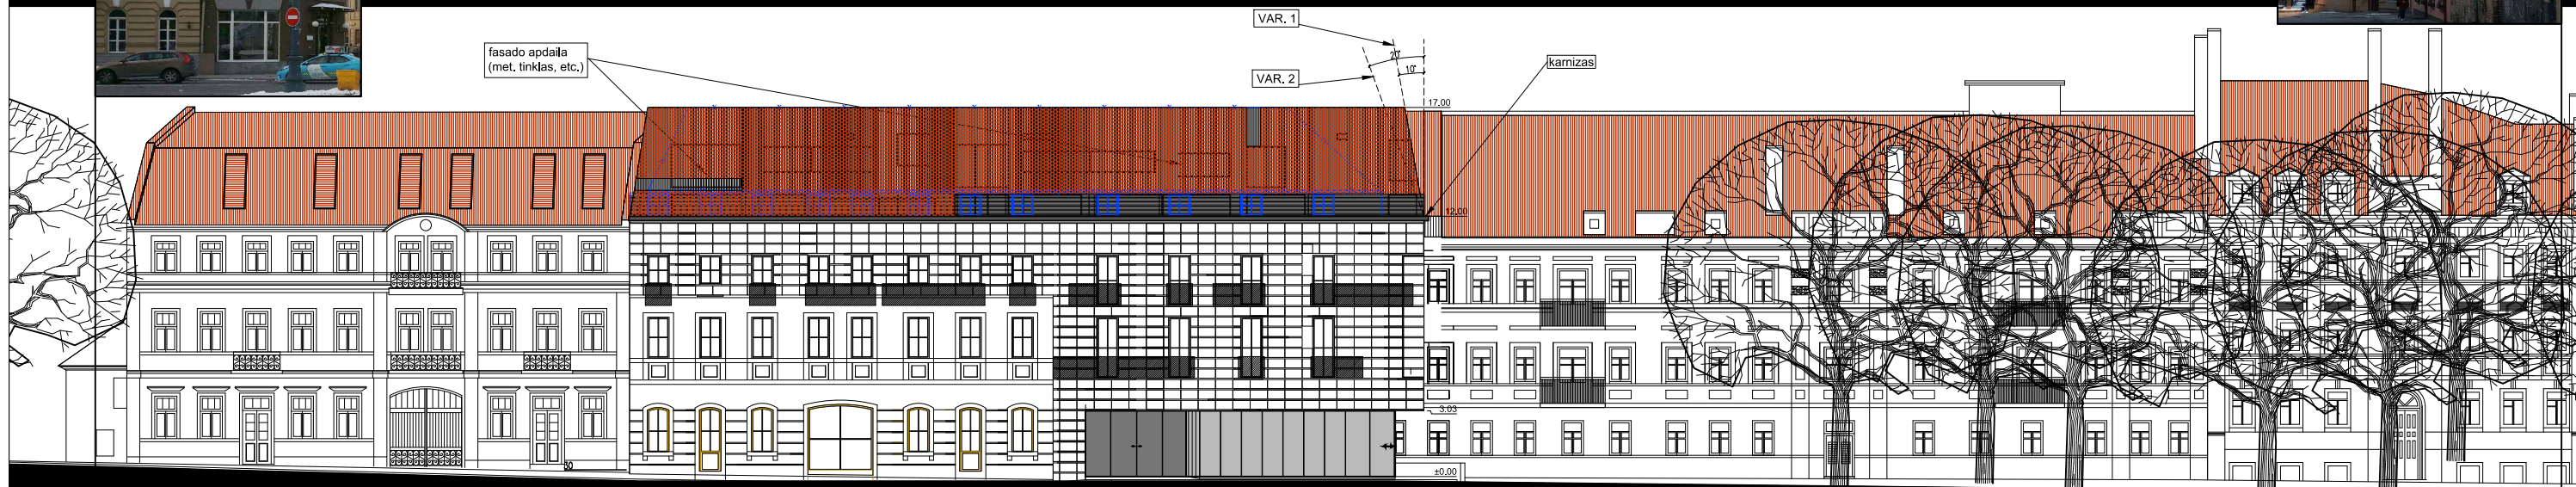 VAR. 1
fasado apdaila
(met. tinklas, etc.)
20°
karnizas
10°
VAR. 2
17.00
12.00
3.03
30
±0.00